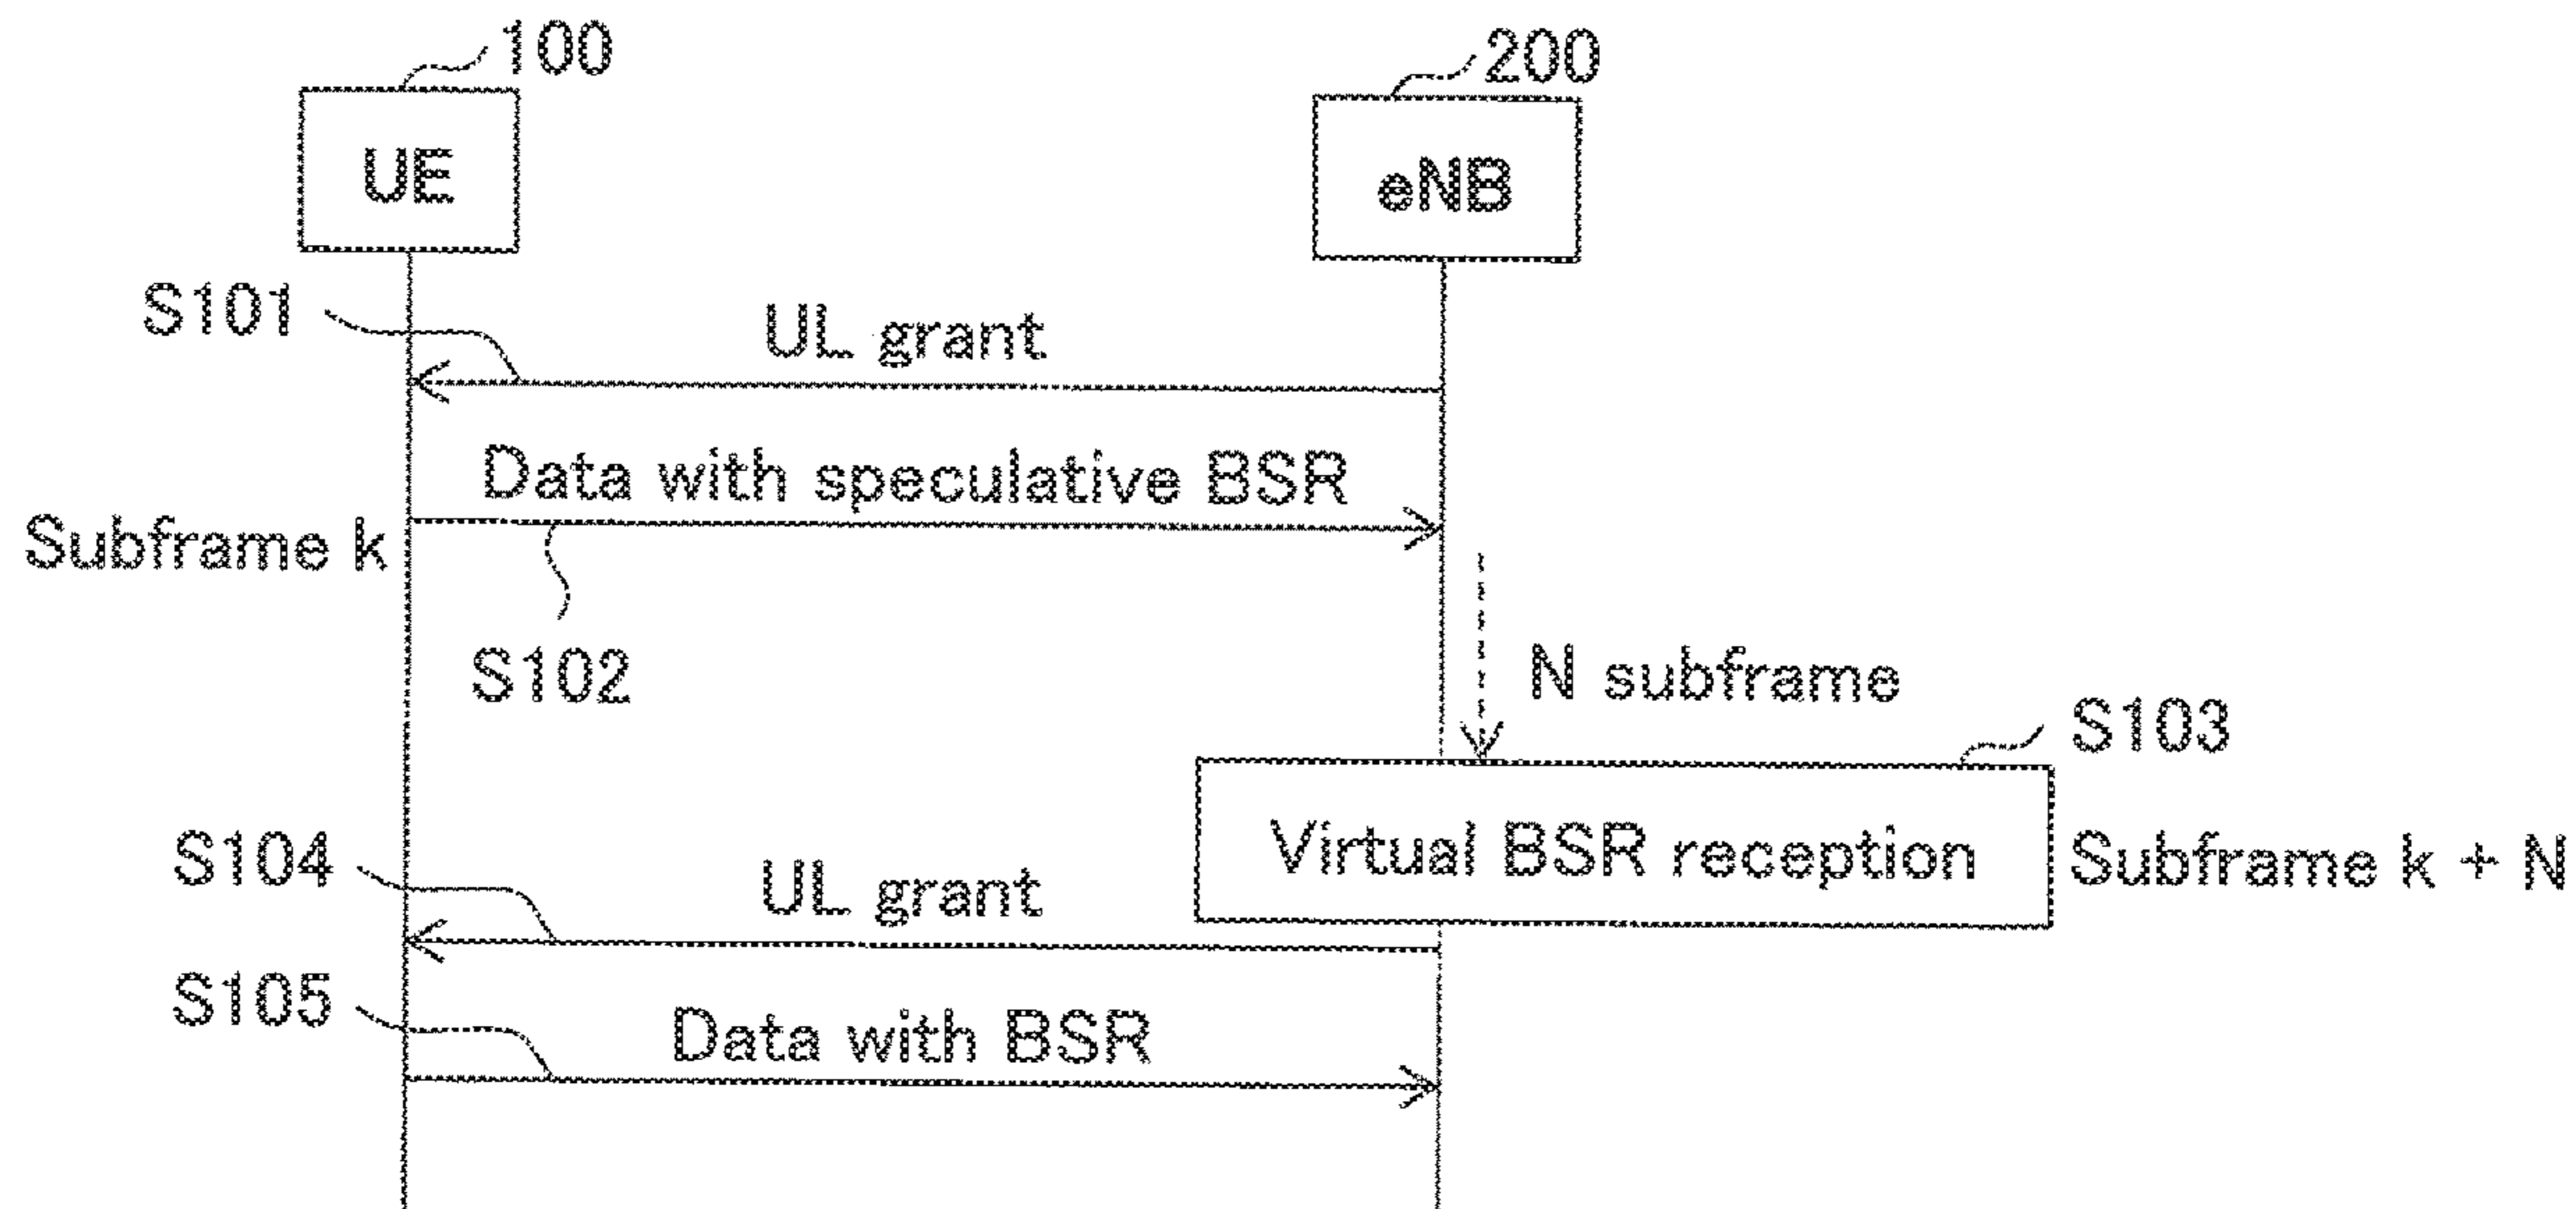 100
200
UE
eNB
S101
UL grant
Data with speculative BSR
Subframe k
S102
N subframe
S103
Virtual BSR reception
Subframe k + N
S104
UL grant
S105
Data with BSR